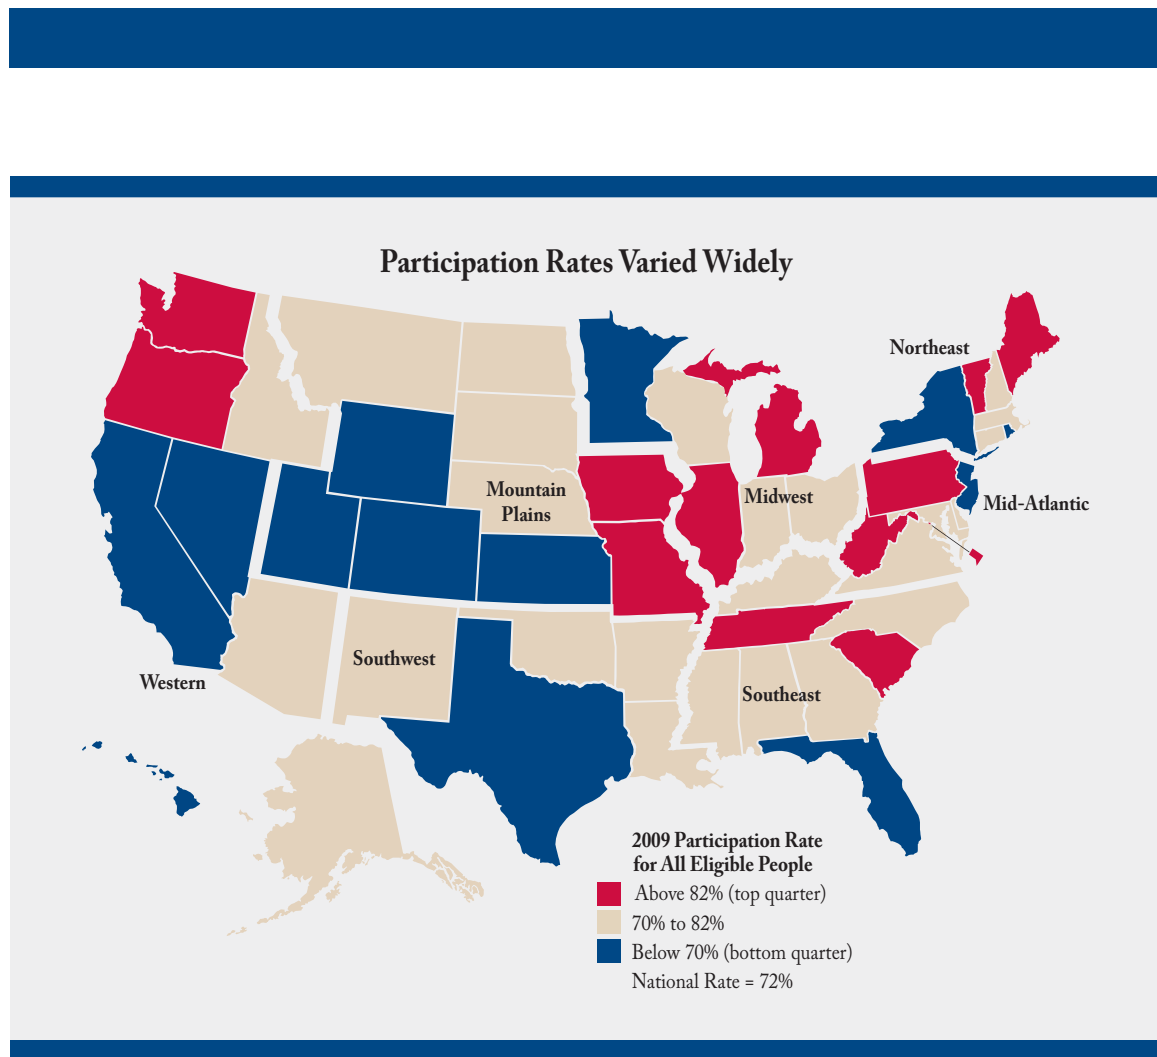 Participation Rates Varied Widely
Northeast
Mountain
Plains
Midwest
Mid-Atlantic
Southwest
Western
Southeast
2009 Participation Rate
for All Eligible People
Above 82% (top quarter)
70% to 82%
Below 70% (bottom quarter)
National Rate = 72%